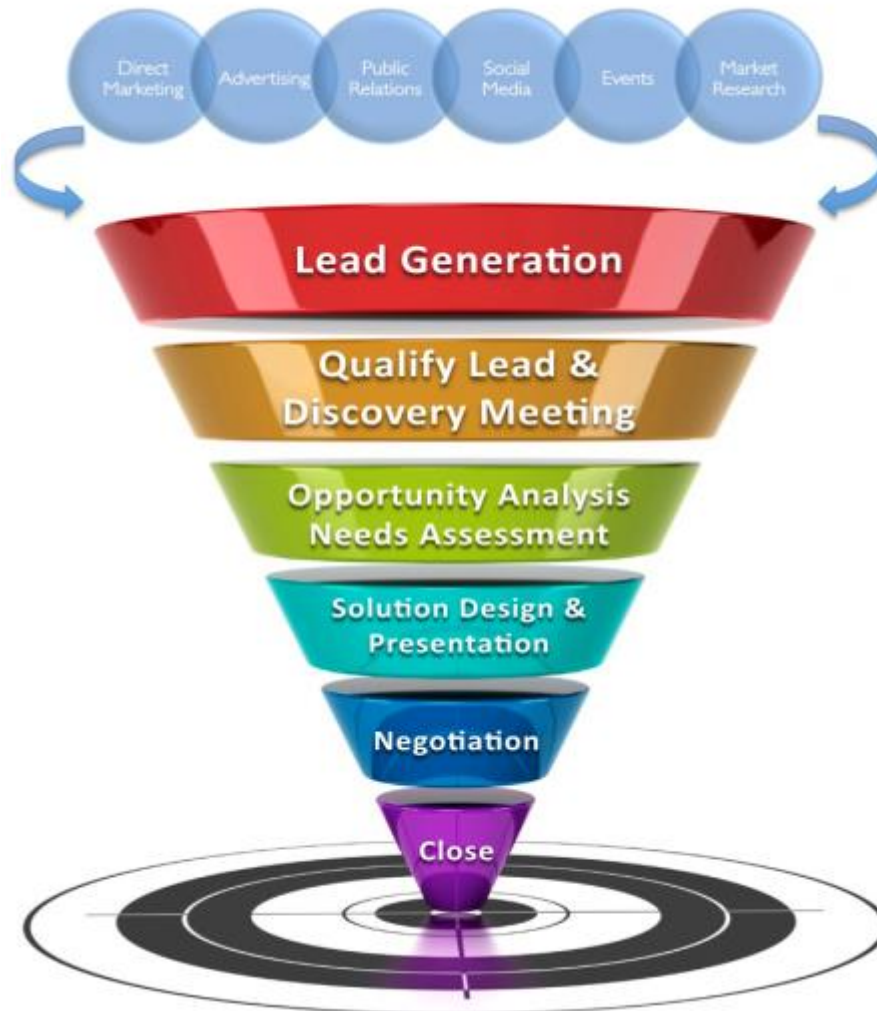 Direct
Marketing
Advertising
Public
Relations
Social
Media
Events
Market
Research
Lead Generation
Qualify Lead &
Discovery Meeting
Opportunity Analysis
Needs Assessment
Solution Design &
Presentation
Negotiation
Close